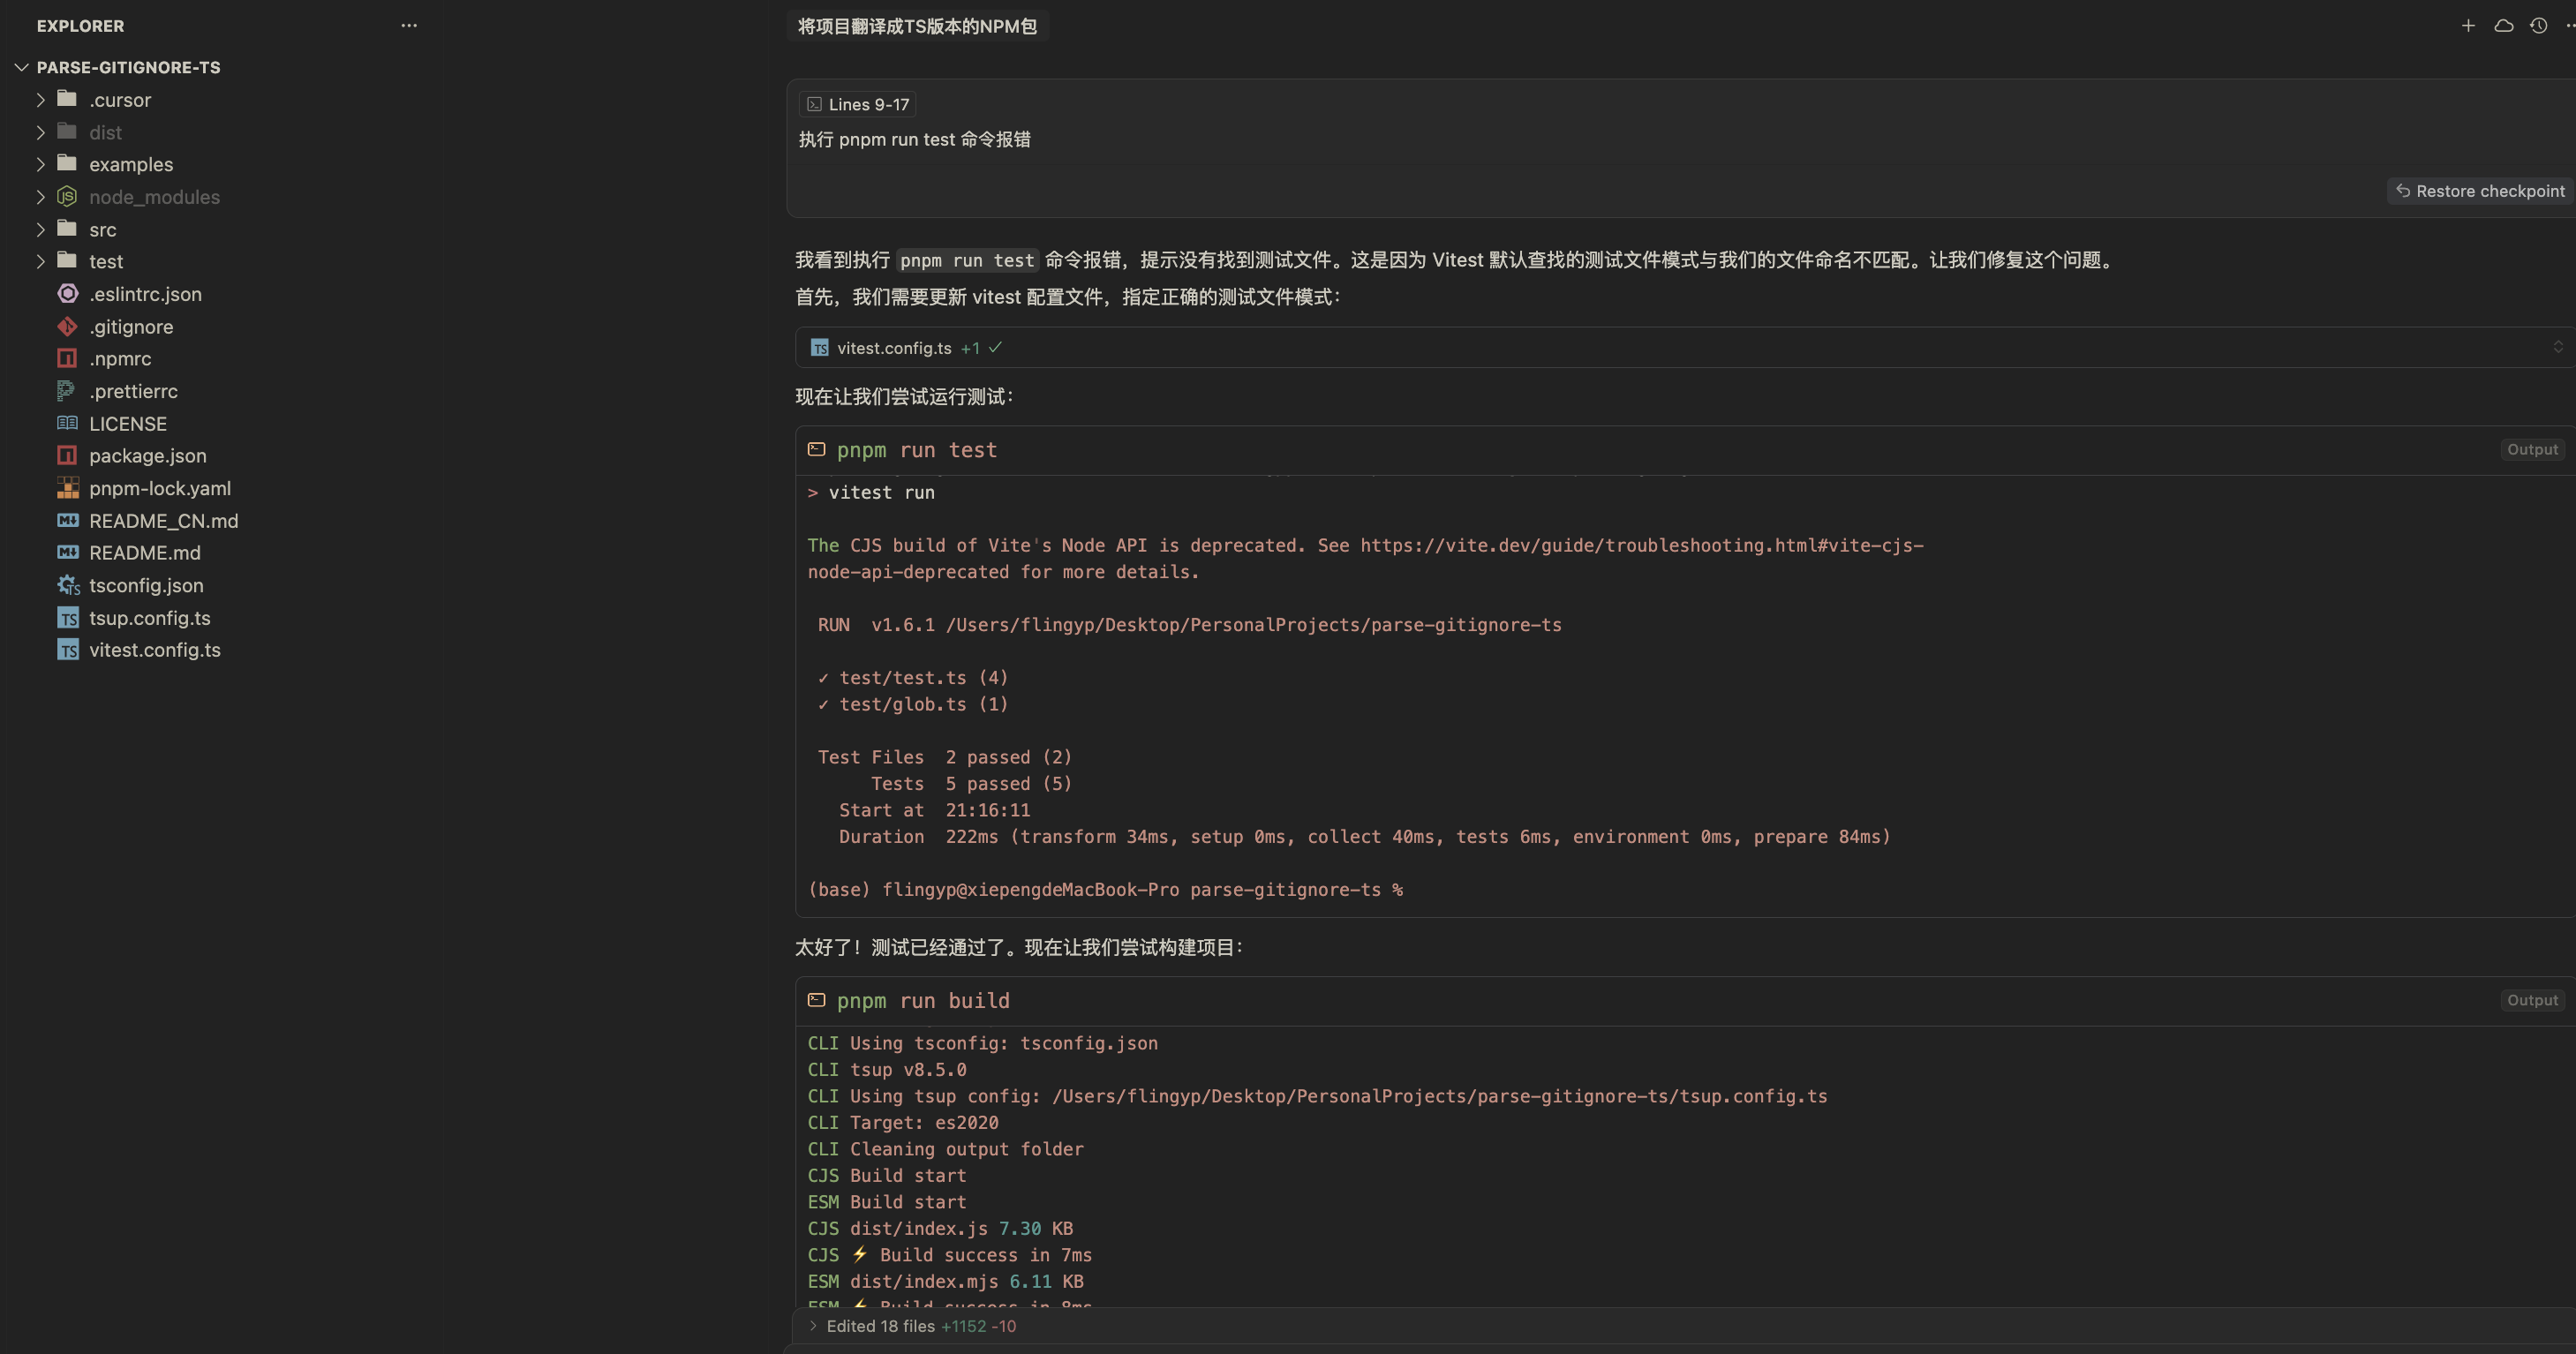 EXPLORER
PARSE-GITIGNORE-TS
.cursor
dist
examples
node_modules
src
test
.eslintrc.json
.gitignore
.npmrc
.prettierrc
LICENSE
package.json
pnpm-lock.yaml
README_CN.md
README.md
tsconfig.json
tsup.config.ts
vitest.config.ts
将项目翻译成TS版本的NPM包
Lines 9-17
执行 pnpm run test 命令报错
Restore checkpoint
我看到执行 pnpm run test 命令报错，提示没有找到测试文件。这是因为 Vitest 默认查找的测试文件模式与我们的文件命名不匹配。让我们修复这个问题。
首先，我们需要更新 vitest 配置文件，指定正确的测试文件模式：
TS vitest.config.ts +1
现在让我们尝试运行测试：
pnpm run test
Output
> vitest run
The CJS build of Vite's Node API is deprecated. See https://vite.dev/guide/troubleshooting.html#vite-cjs-
node-api-deprecated for more details.
RUN  v1.6.1 /Users/flingyp/Desktop/PersonalProjects/parse-gitignore-ts
✓ test/test.ts (4)
✓ test/glob.ts (1)
Test Files  2 passed (2)
Tests  5 passed (5)
Start at  21:16:11
Duration  222ms (transform 34ms, setup 0ms, collect 40ms, tests 6ms, environment 0ms, prepare 84ms)
(base) flingyp@xiepengdeMacBook-Pro parse-gitignore-ts %
太好了！测试已经通过了。现在让我们尝试构建项目：
pnpm run build
Output
CLI Using tsconfig: tsconfig.json
CLI tsup v8.5.0
CLI Using tsup config: /Users/flingyp/Desktop/PersonalProjects/parse-gitignore-ts/tsup.config.ts
CLI Target: es2020
CLI Cleaning output folder
CJS Build start
ESM Build start
CJS dist/index.js 7.30 KB
CJS ⚡ Build success in 7ms
ESM dist/index.mjs 6.11 KB
ESM ⚡ Build success in 8ms
Edited 18 files +1152 -10